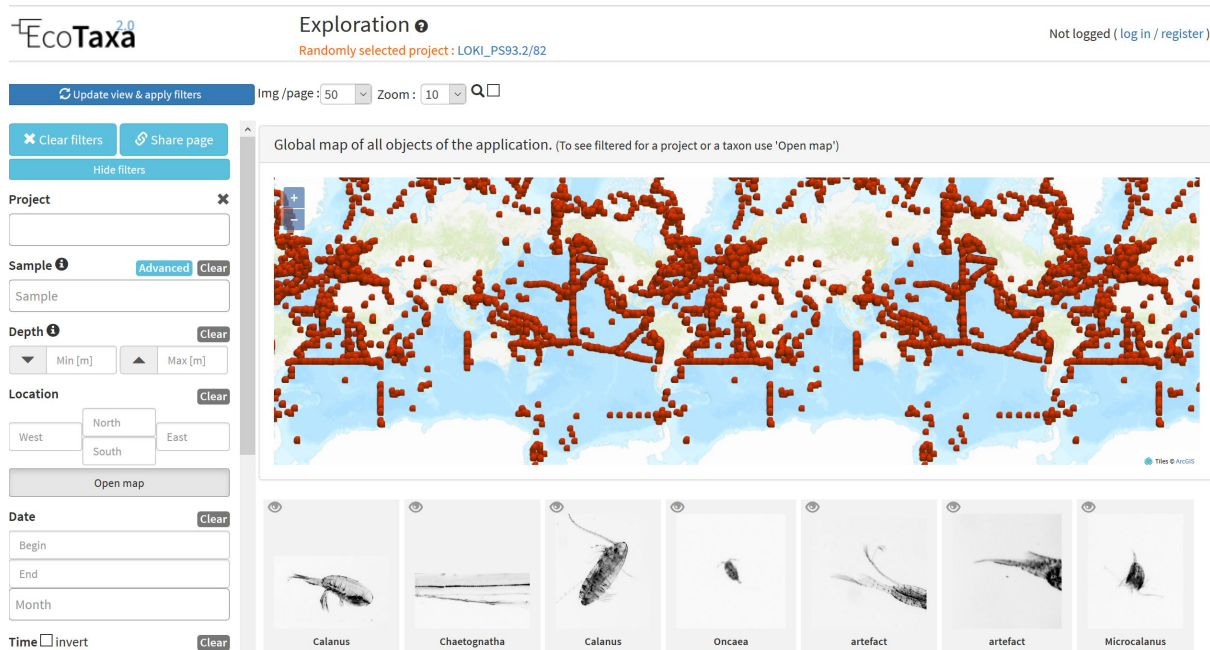 EcoTaxa 2.0
Exploration ?
Randomly selected project : LOKI_PS93.2/82
Not logged ( log in / register )
Update view & apply filters
Img /page : 50 Zoom : 10
Clear filters Share page
Hide filters
Project
Sample Advanced Clear
Sample
Depth Clear
Min [m] Max [m]
Location Clear
North
West East
South
Open map
Date Clear
Begin
End
Month
Time invert Clear
Global map of all objects of the application. (To see filtered for a project or a taxon use 'Open map')
+
−
Tiles © ArcGIS
Calanus Chaetognatha Calanus Oncaea artefact artefact Microcalanus